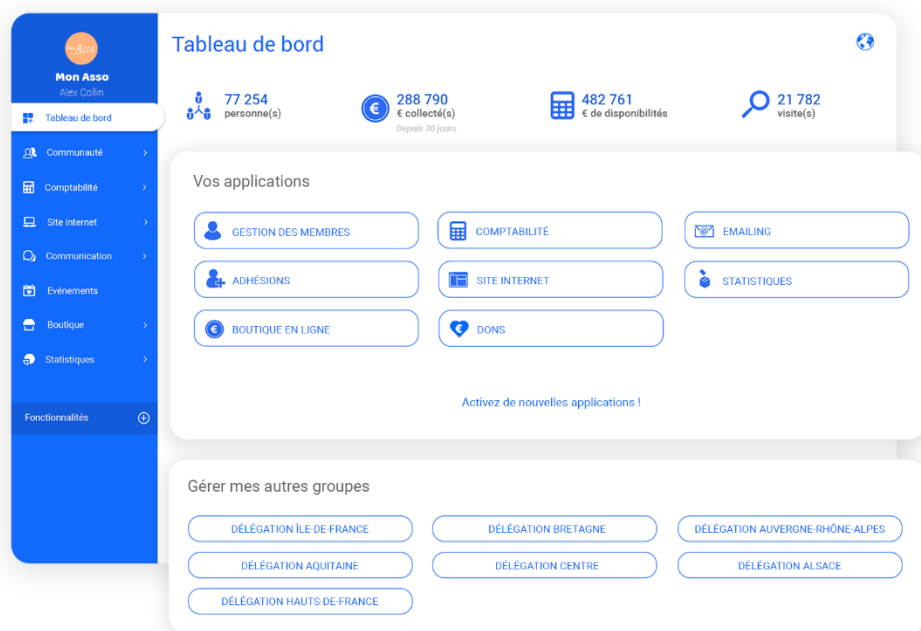 Mon Asso
Mon Asso
Alex Collin
Tableau de bord
Communauté
Comptabilité
Site internet
Communication
Evénements
Boutique
Statistiques
Fonctionnalités
Tableau de bord
77 254
personne(s)
288 790
€ collecté(s)
Depuis 30 jours
482 761
€ de disponibilités
21 782
visite(s)
Vos applications
GESTION DES MEMBRES
COMPTABILITÉ
EMAILING
ADHÉSIONS
SITE INTERNET
STATISTIQUES
BOUTIQUE EN LIGNE
DONS
Activez de nouvelles applications !
Gérer mes autres groupes
DÉLÉGATION ÎLE-DE-FRANCE
DÉLÉGATION BRETAGNE
DÉLÉGATION AUVERGNE-RHÔNE-ALPES
DÉLÉGATION AQUITAINE
DÉLÉGATION CENTRE
DÉLÉGATION ALSACE
DÉLÉGATION HAUTS-DE-FRANCE